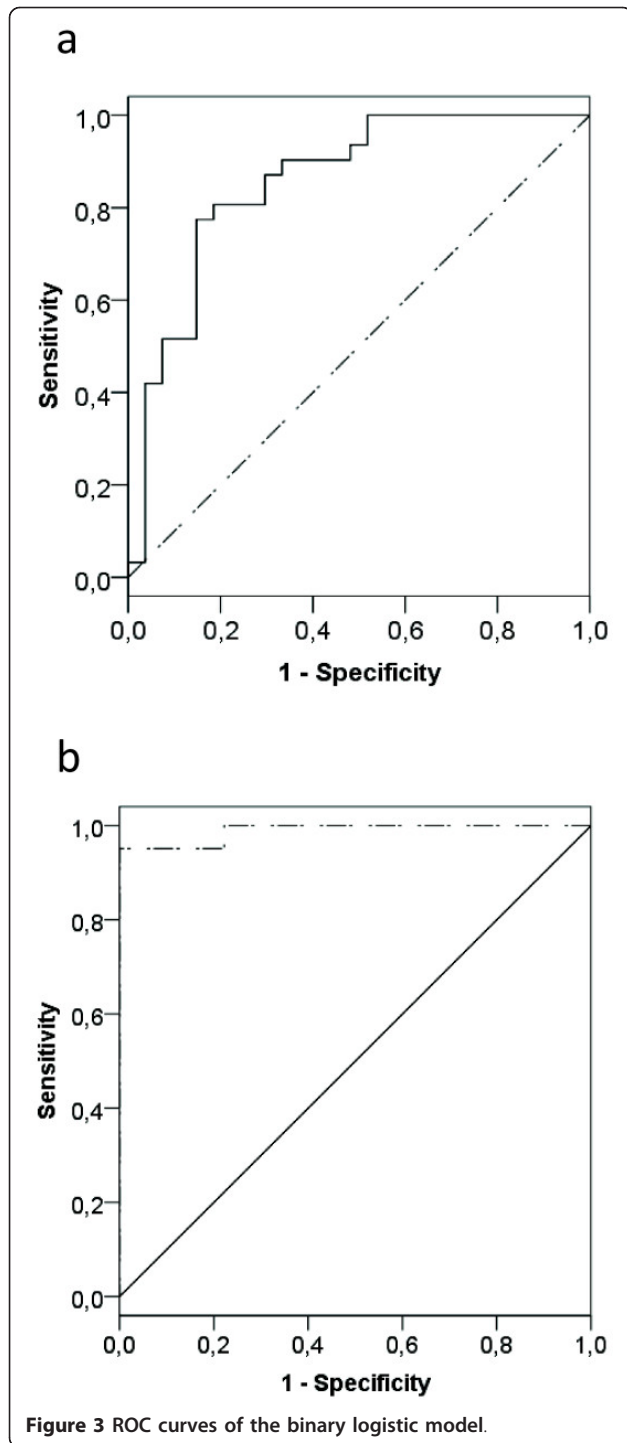 a
1,0
0,8
0,6
0,4
0,2
0,0
Sensitivity
0,0 0,2 0,4 0,6 0,8 1,0
1 - Specificity
b
1,0
0,8
0,6
0,4
0,2
0,0
Sensitivity
0,0 0,2 0,4 0,6 0,8 1,0
1 - Specificity
Figure 3 ROC curves of the binary logistic model.